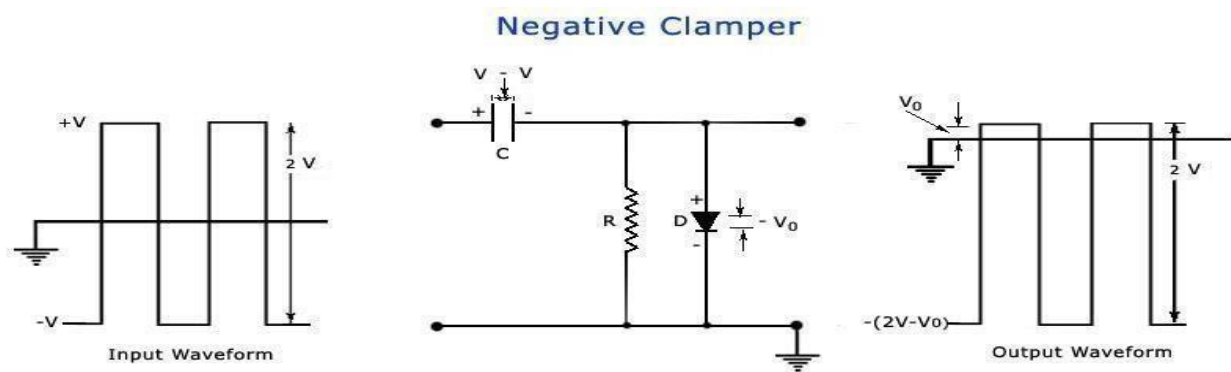 Negative Clamper
V - V
+ -
C
+V
2 V
-V
Input Waveform
R
D
+
-
- V₀
V₀
2 V
-(2V-V₀)
Output Waveform